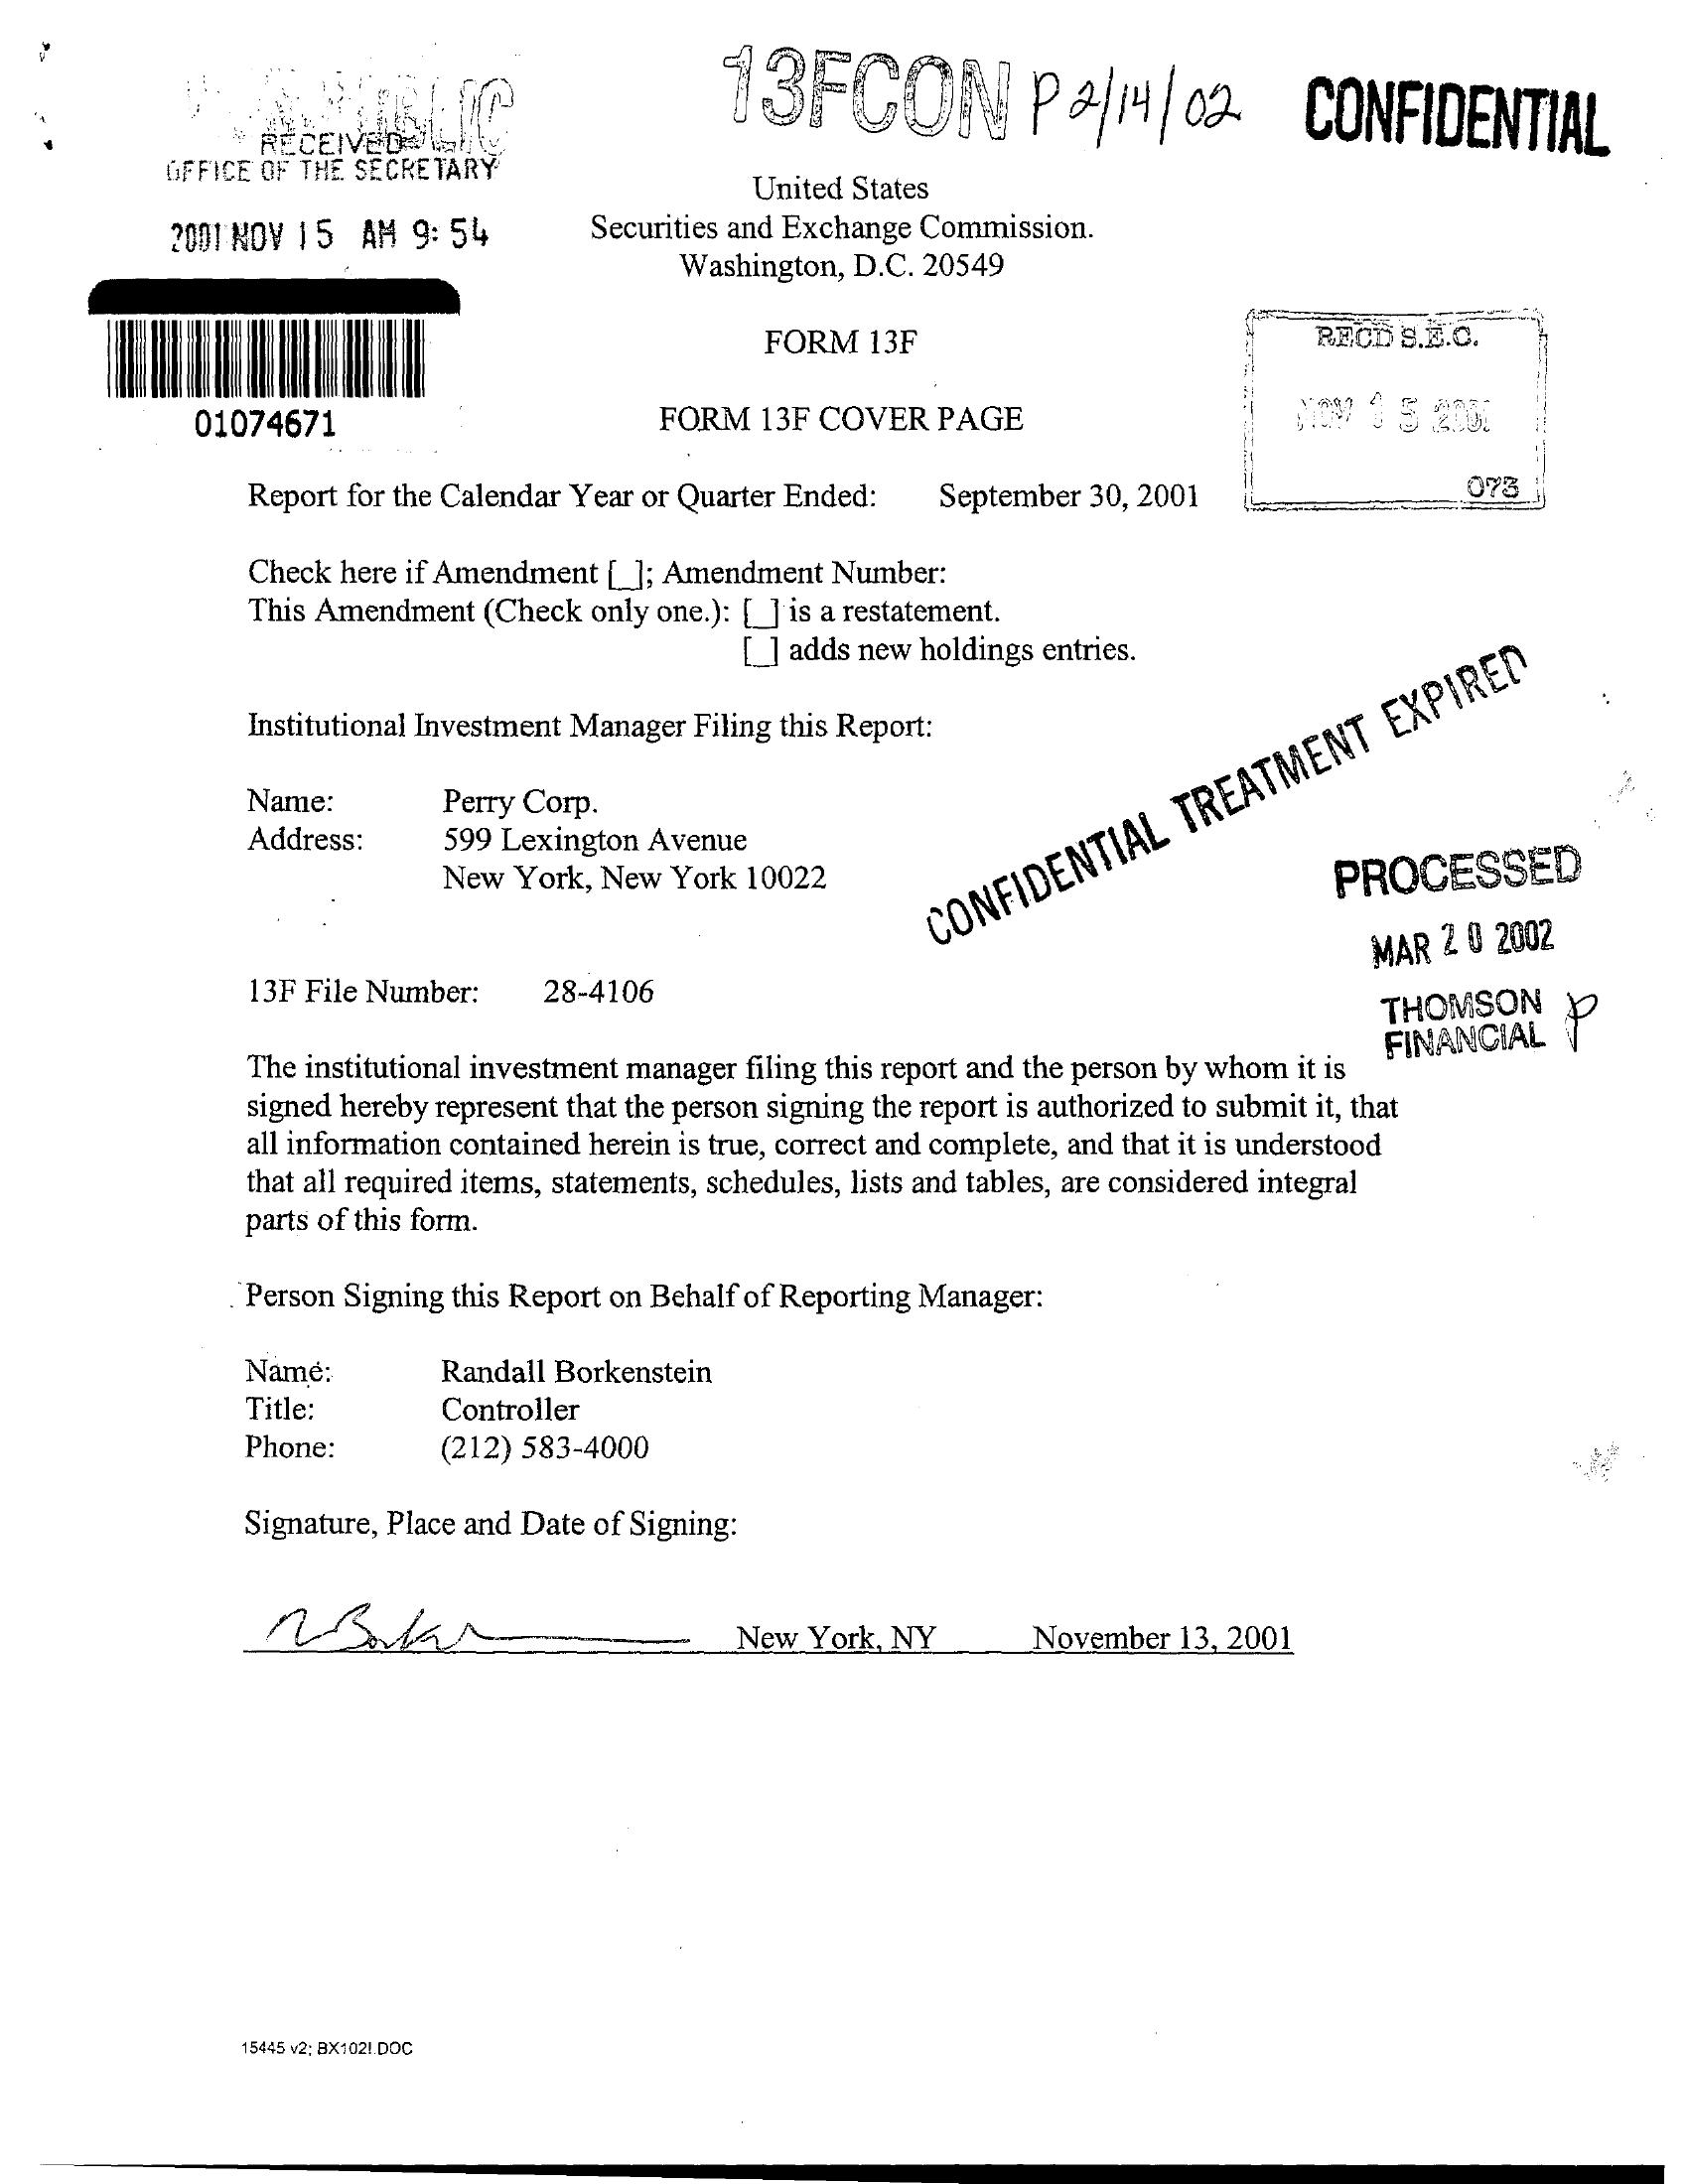 13FCON P 2/14/02 CONFIDENTIAL
RECEIVED
OFFICE OF THE SECRETARY
2001 NOV 15 AM 9:54
United States
Securities and Exchange Commission.
Washington, D.C. 20549
FORM 13F
RECD S.E.C.
NOV 15 2001
073
01074671
FORM 13F COVER PAGE
Report for the Calendar Year or Quarter Ended: September 30, 2001
Check here if Amendment [_]; Amendment Number:
This Amendment (Check only one.): [_] is a restatement.
[_] adds new holdings entries.
CONFIDENTIAL TREATMENT EXPIRED
Institutional Investment Manager Filing this Report:
Name: Perry Corp.
Address: 599 Lexington Avenue
New York, New York 10022
PROCESSED
MAR 20 2002
THOMSON P
FINANCIAL
13F File Number: 28-4106
The institutional investment manager filing this report and the person by whom it is
signed hereby represent that the person signing the report is authorized to submit it, that
all information contained herein is true, correct and complete, and that it is understood
that all required items, statements, schedules, lists and tables, are considered integral
parts of this form.
Person Signing this Report on Behalf of Reporting Manager:
Name: Randall Borkenstein
Title: Controller
Phone: (212) 583-4000
Signature, Place and Date of Signing:
New York, NY November 13, 2001
15445 v2; BX102!.DOC